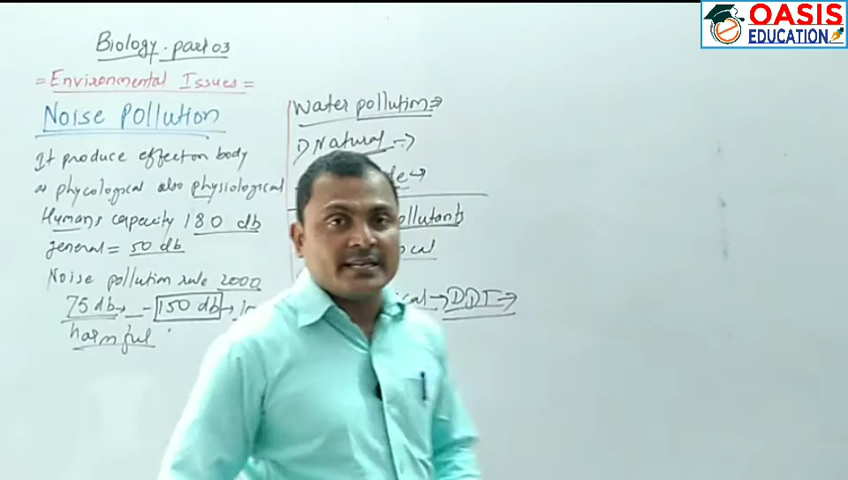 OASIS
EDUCATION
Biology part 03
= Environmental Issues =
Noise Pollution
It produce effect on body
as phycological also physiological
Humans capacity 180 db
general = 50 db
Noise pollution rule 2000
75 db → - 150 db →
harmful
Water pollution ⇒
1) Natural →
pollutants
DDT →